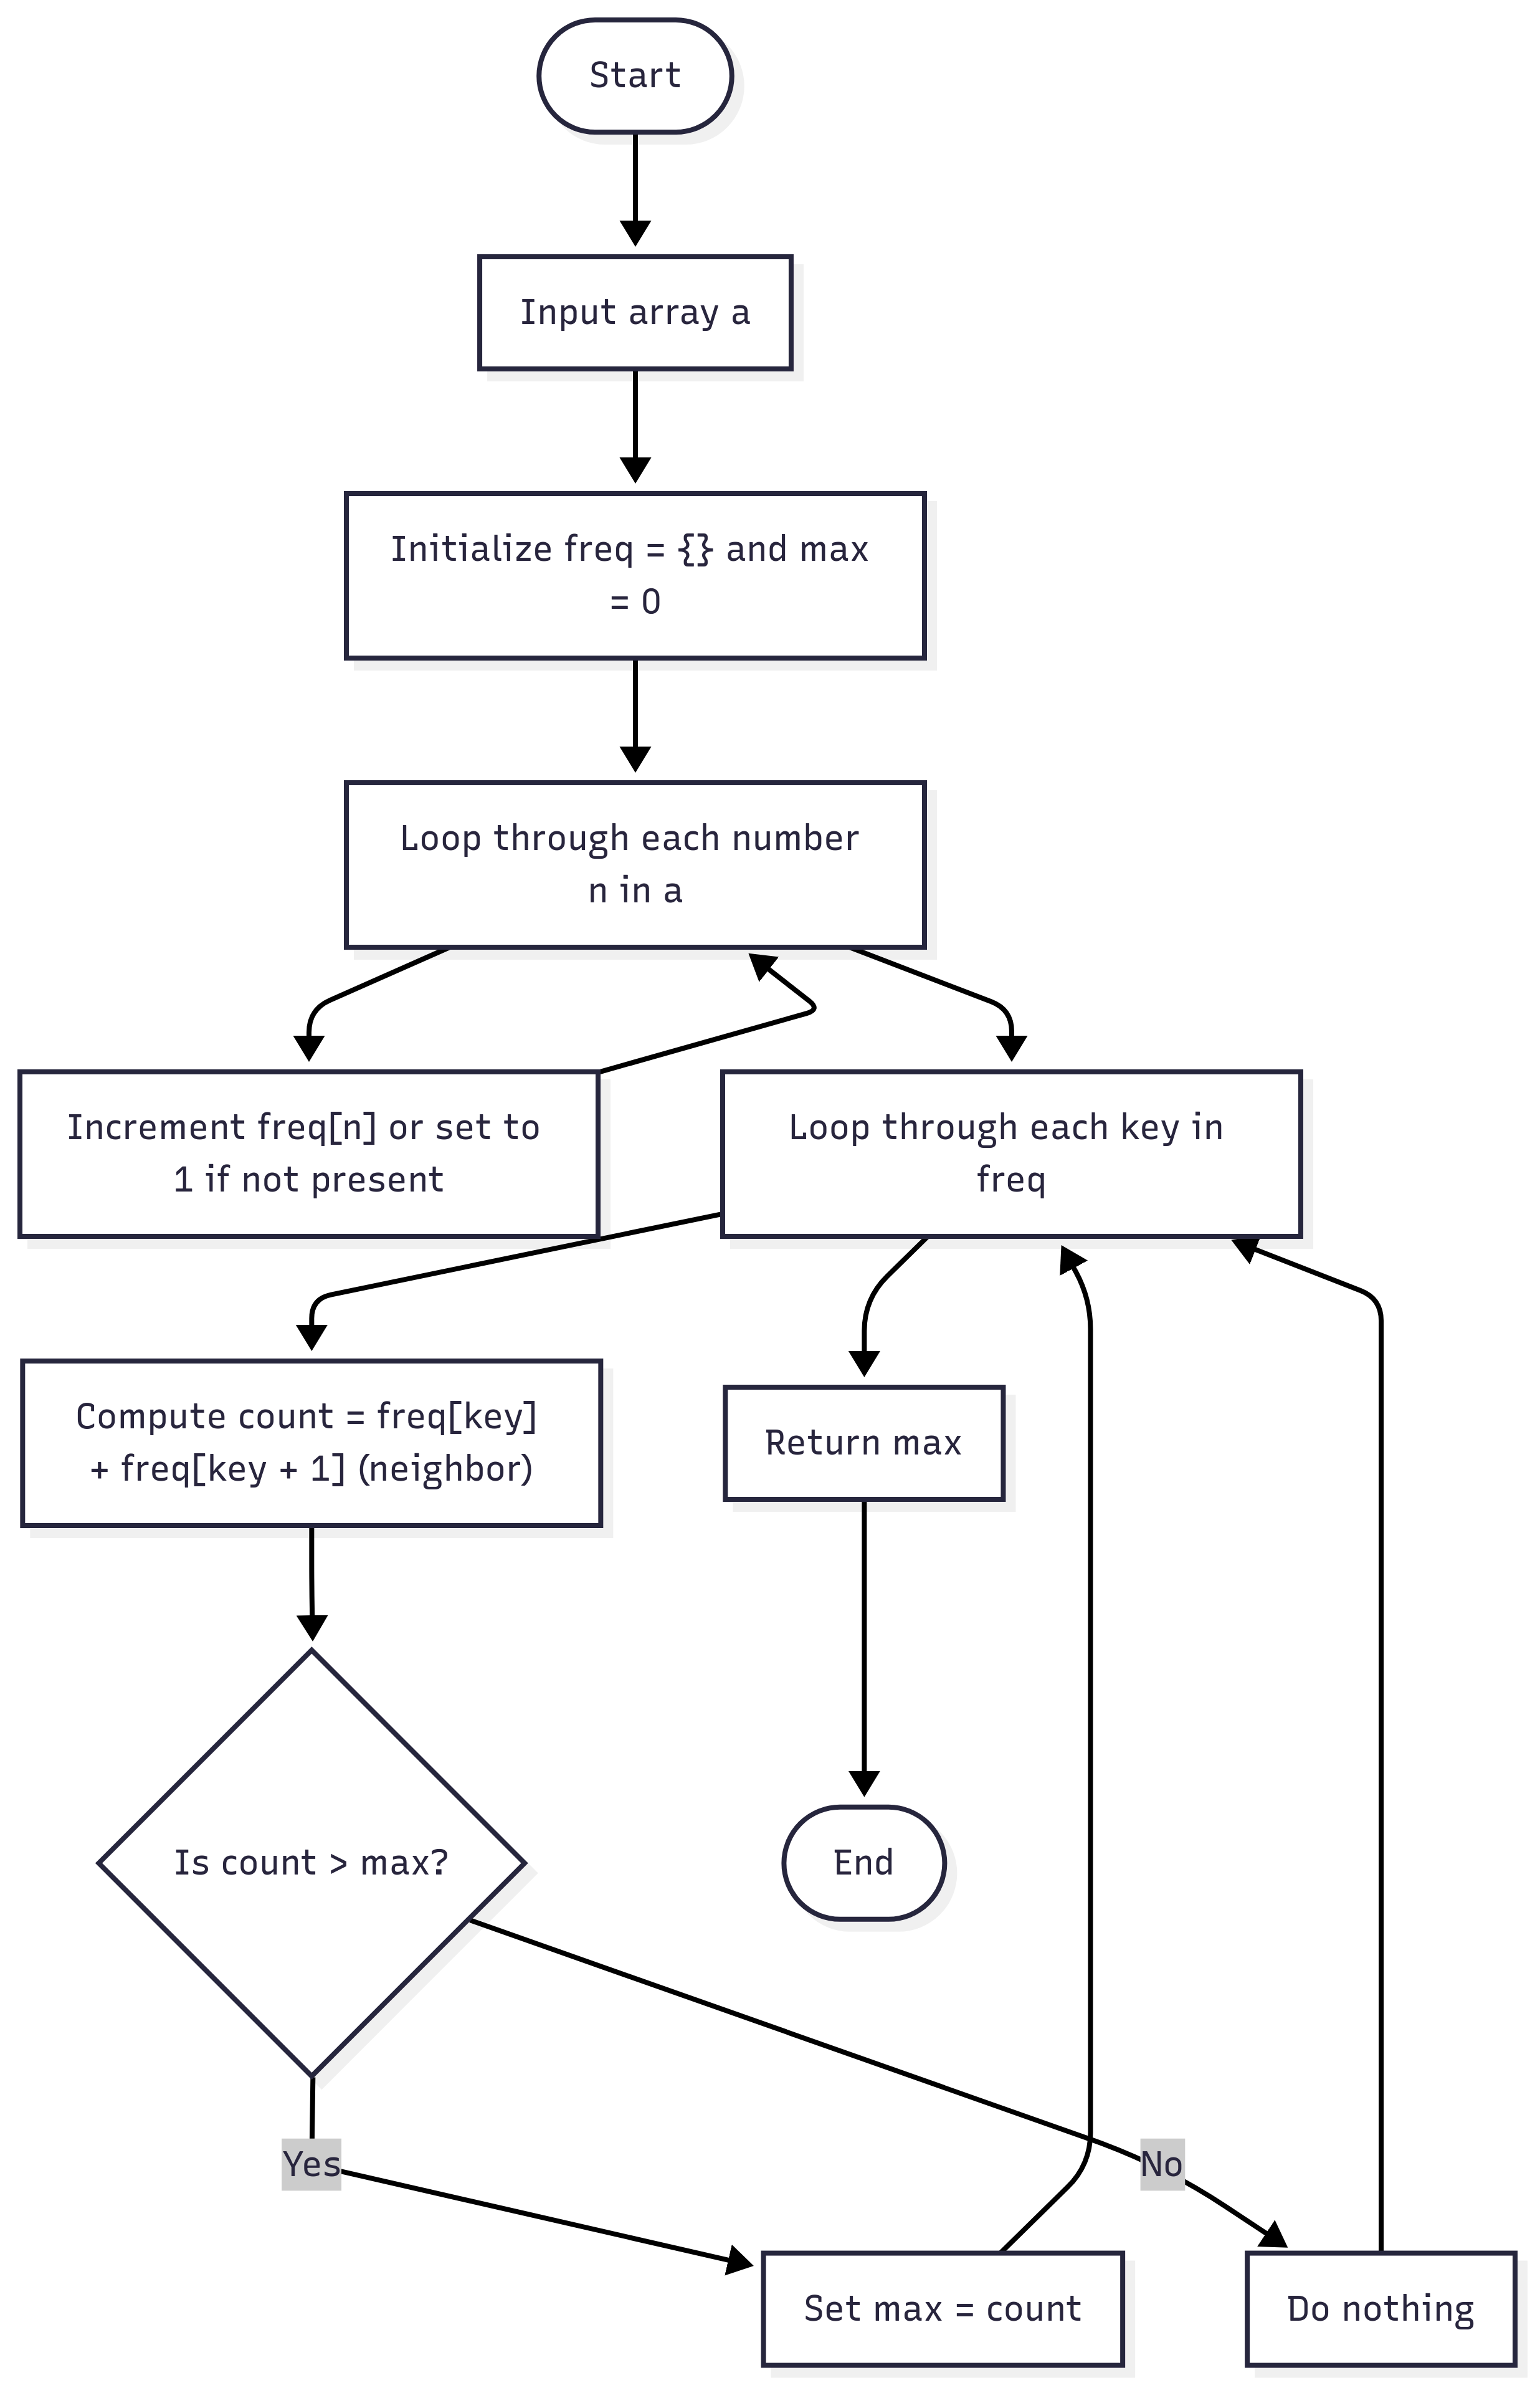 Start
Input array a
Initialize freq = {} and max
= 0
Loop through each number
n in a
Increment freq[n] or set to
1 if not present
Loop through each key in
freq
Compute count = freq[key]
+ freq[key + 1] (neighbor)
Return max
Is count > max?
End
Yes
No
Set max = count
Do nothing